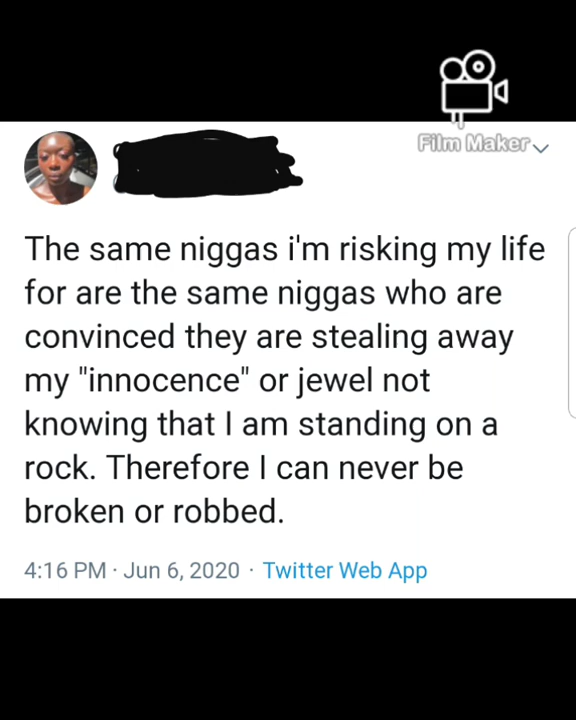 Film Maker
The same niggas i'm risking my life
for are the same niggas who are
convinced they are stealing away
my "innocence" or jewel not
knowing that I am standing on a
rock. Therefore I can never be
broken or robbed.
4:16 PM · Jun 6, 2020 · Twitter Web App